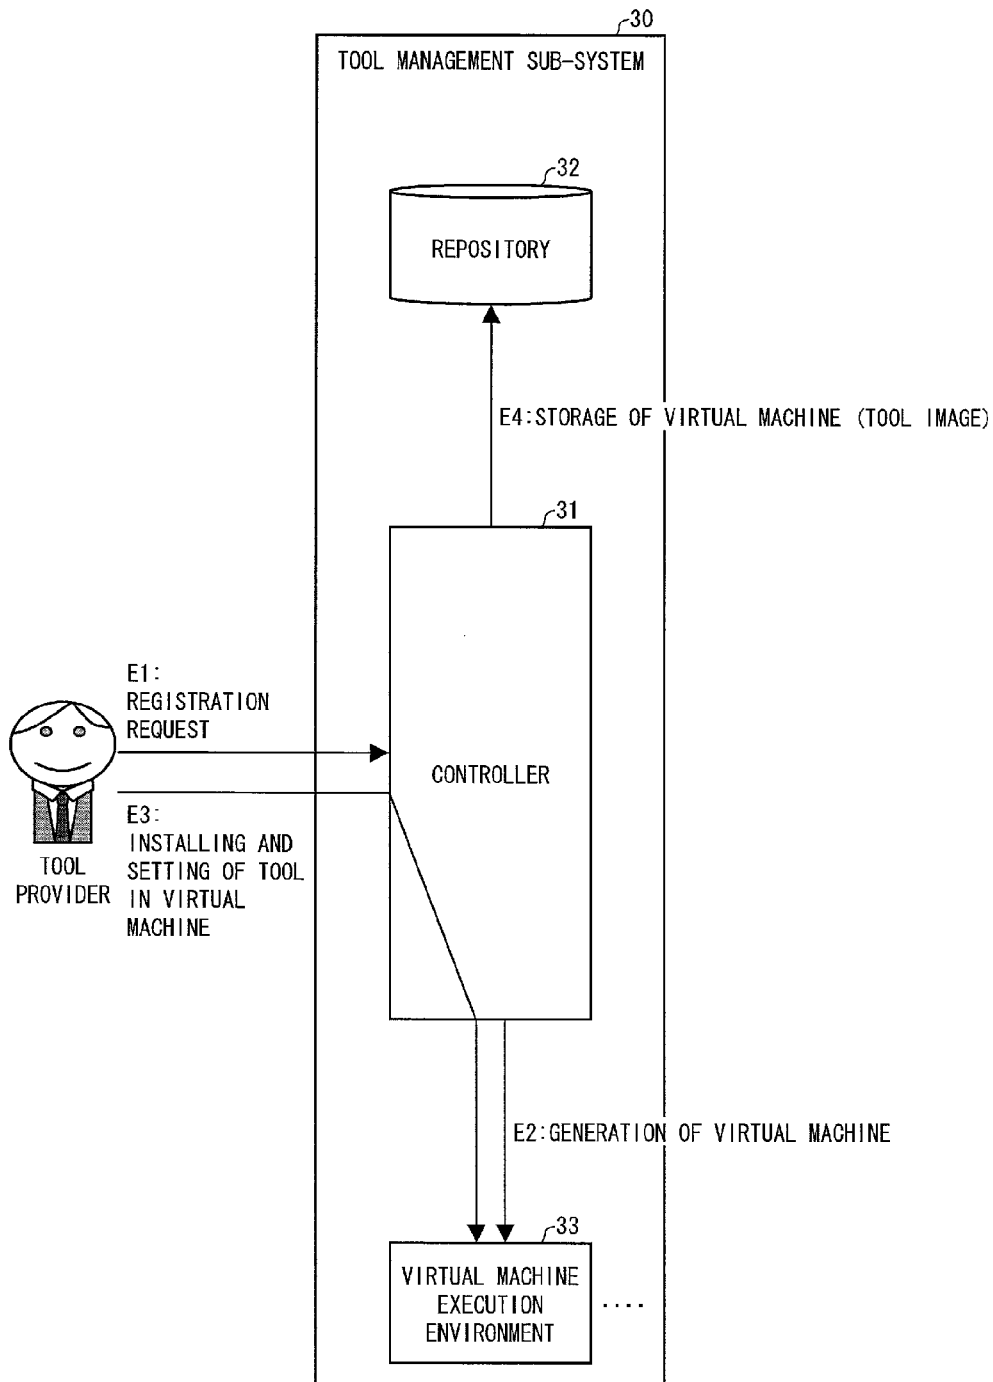 30
TOOL MANAGEMENT SUB-SYSTEM
32
REPOSITORY
E4:STORAGE OF VIRTUAL MACHINE (TOOL IMAGE)
31
CONTROLLER
E1:
REGISTRATION
REQUEST
E3:
INSTALLING AND
SETTING OF TOOL
IN VIRTUAL
MACHINE
TOOL
PROVIDER
E2:GENERATION OF VIRTUAL MACHINE
33
VIRTUAL MACHINE
EXECUTION
ENVIRONMENT
....